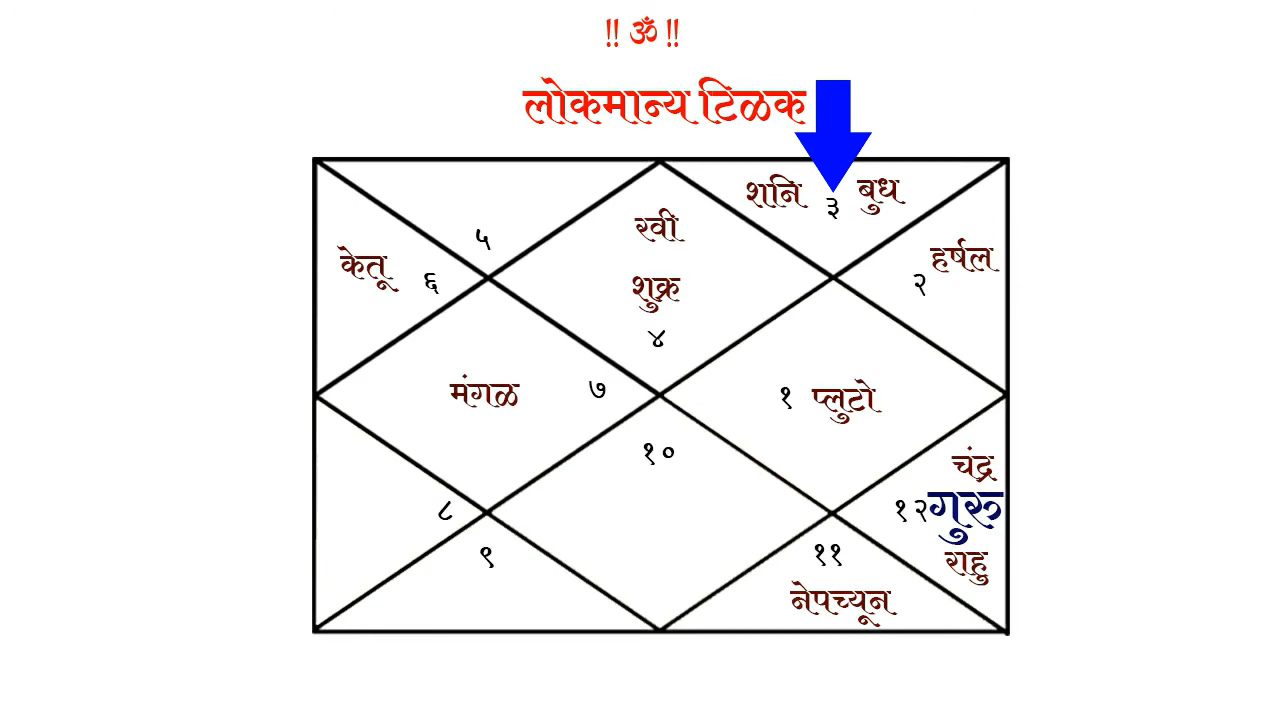 !! ॐ !!
लोकमान्य टिळक
शनि ३ बुध
रवी
हर्षल
५
केतू ६
२
शुक्र
४
मंगळ ७
१ प्लुटो
१०
चंद्र
८
१२ गुरु
९
११
राहु
नेपच्यून